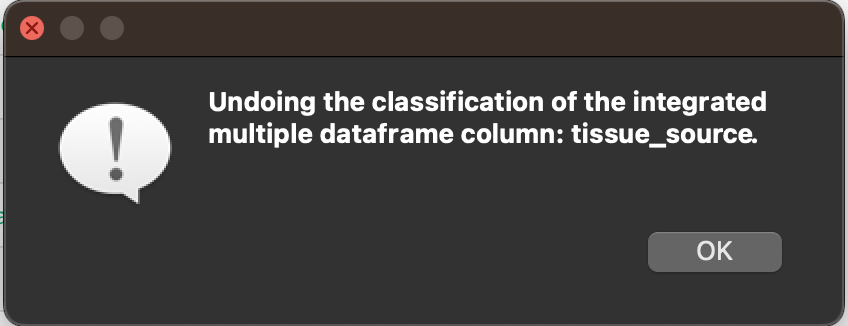 Undoing the classification of the integrated
multiple dataframe column: tissue_source.
OK